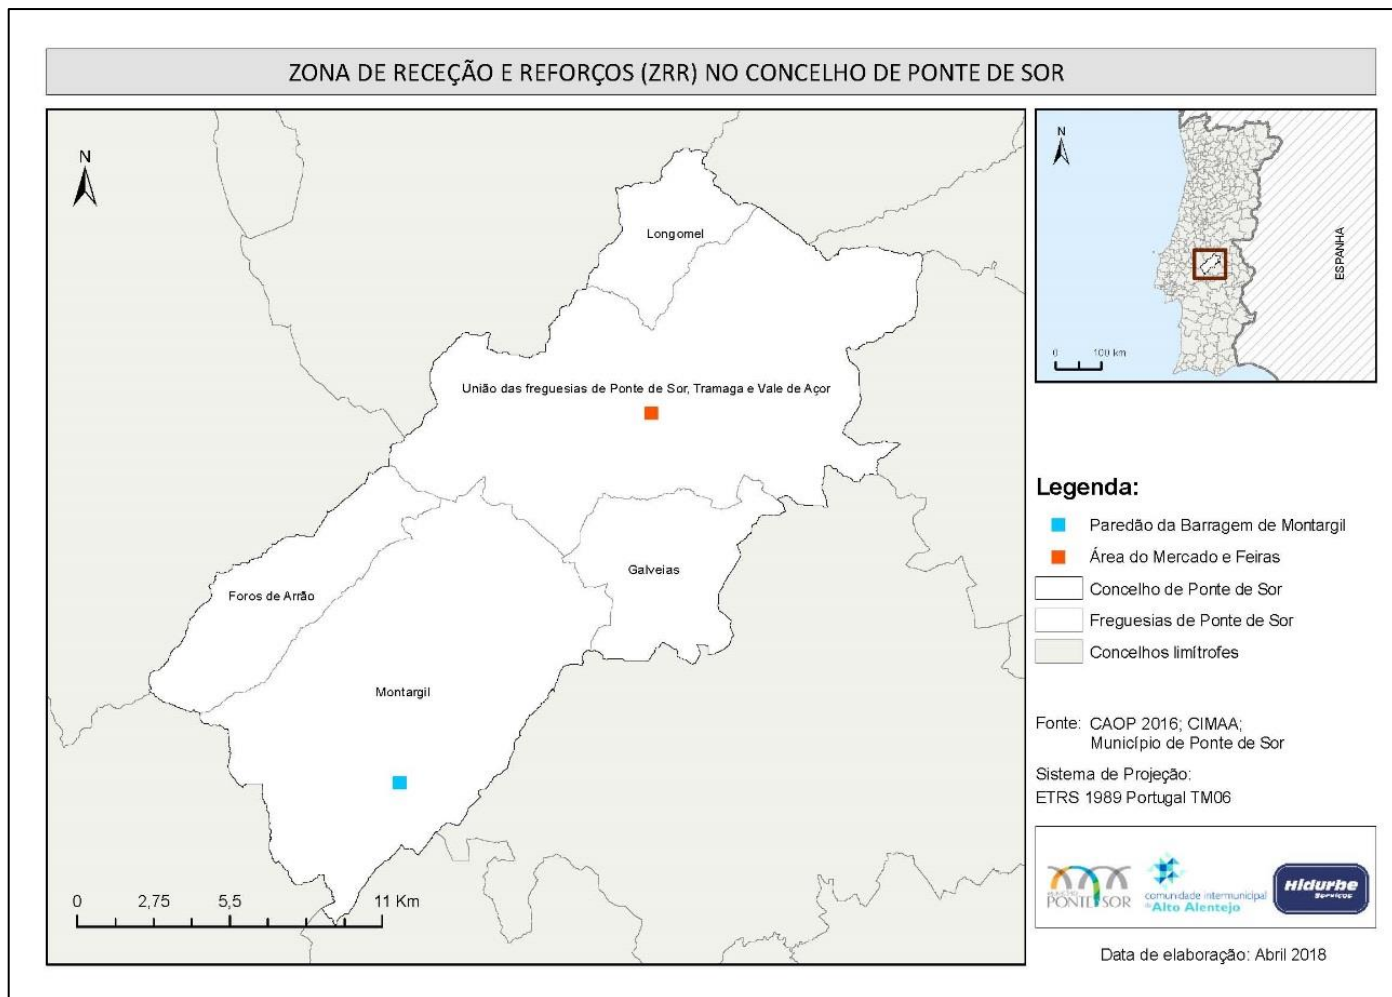 ZONA DE RECEÇÃO E REFORÇOS (ZRR) NO CONCELHO DE PONTE DE SOR
N
Longomel
União das freguesias de Ponte de Sor, Tramaga e Vale de Açor
Galveias
Foros de Arrão
Montargil
0 2,75 5,5 11 Km
N
ESPANHA
0 100 km
Legenda:
Paredão da Barragem de Montargil
Área do Mercado e Feiras
Concelho de Ponte de Sor
Freguesias de Ponte de Sor
Concelhos limítrofes
Fonte: CAOP 2016; CIMAA;
Município de Ponte de Sor
Sistema de Projeção:
ETRS 1989 Portugal TM06
MUNICÍPIO
PONTE SOR
comunidade intermunicipal
do Alto Alentejo
Hidurbe
Serviços
Data de elaboração: Abril 2018